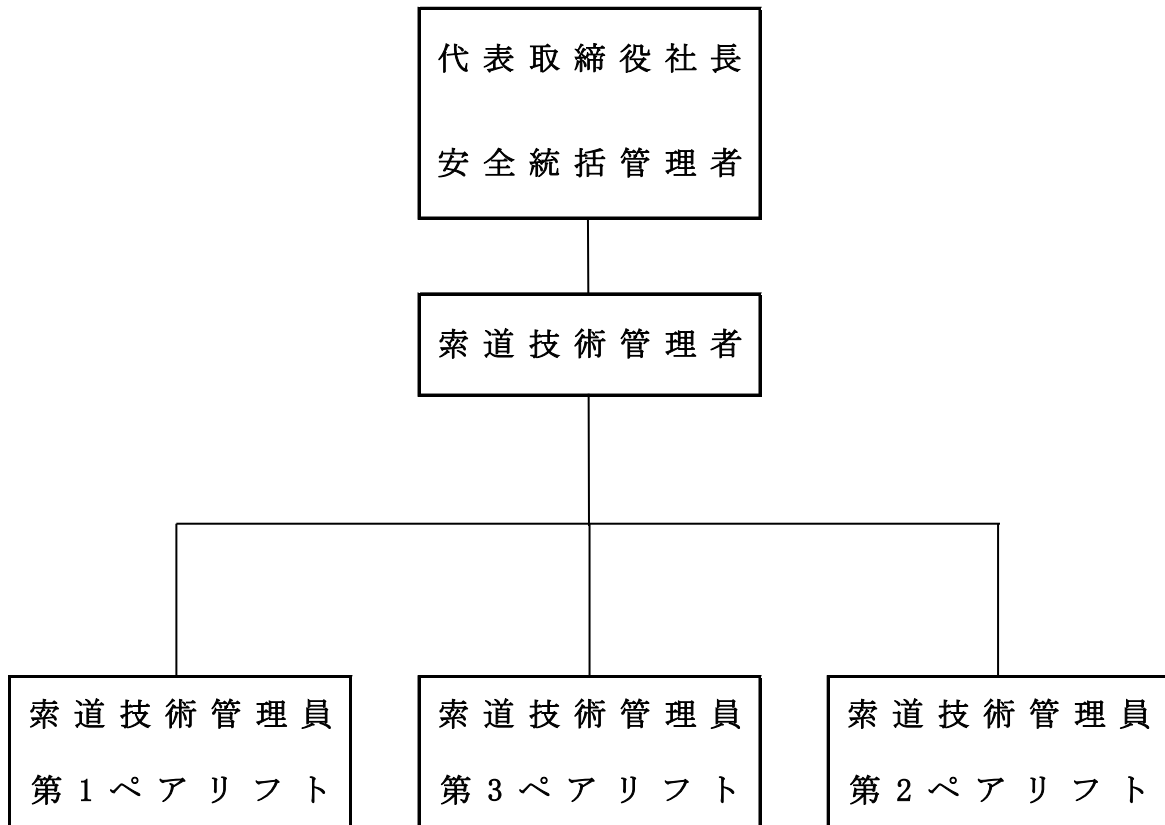 代表取締役社長
安全統括管理者
索道技術管理者
索道技術管理員
第1ペアリフト
索道技術管理員
第3ペアリフト
索道技術管理員
第2ペアリフト